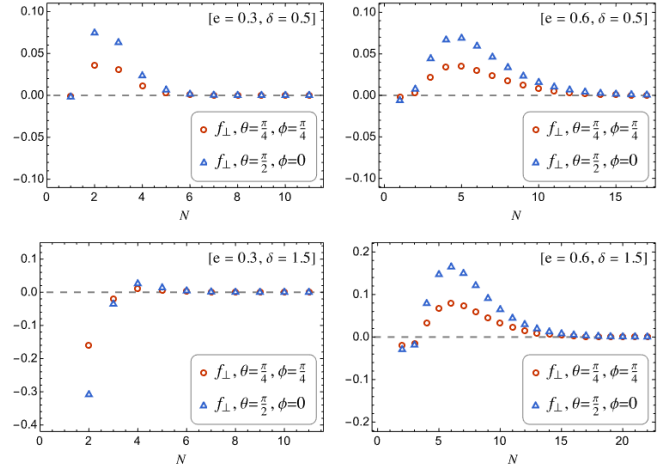 [e = 0.3, δ = 0.5]
0.10
0.05
0.00
-0.05
-0.10
f⊥, θ=π/4, ϕ=π/4
f⊥, θ=π/2, ϕ=0
0 2 4 6 8 10
N
[e = 0.6, δ = 0.5]
0.10
0.05
0.00
-0.05
-0.10
f⊥, θ=π/4, ϕ=π/4
f⊥, θ=π/2, ϕ=0
0 5 10 15
N
[e = 0.3, δ = 1.5]
0.1
0.0
-0.1
-0.2
-0.3
-0.4
f⊥, θ=π/4, ϕ=π/4
f⊥, θ=π/2, ϕ=0
0 2 4 6 8 10
N
[e = 0.6, δ = 1.5]
0.2
0.1
0.0
0.1
0.2
f⊥, θ=π/4, ϕ=π/4
f⊥, θ=π/2, ϕ=0
0 5 10 15 20
N